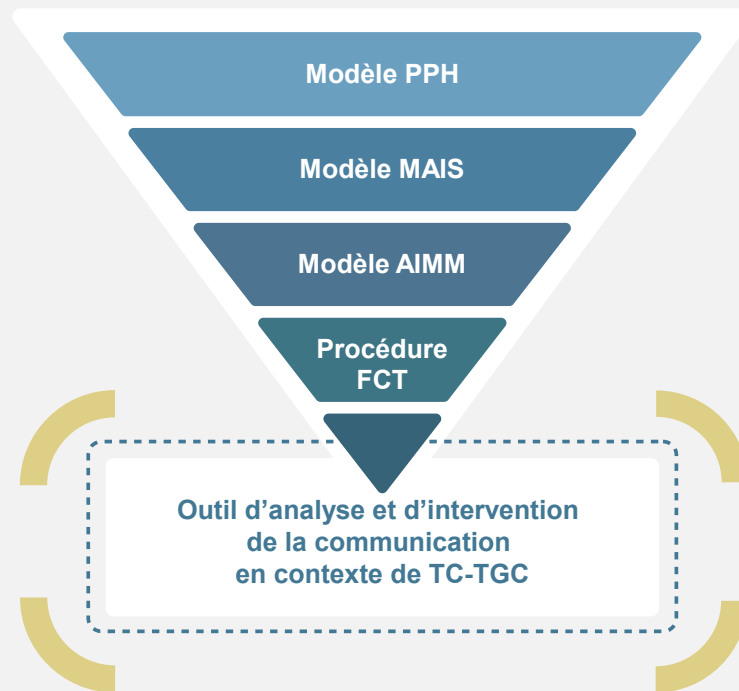 Modèle PPH
Modèle MAIS
Modèle AIMM
Procédure
FCT
Outil d’analyse et d’intervention
de la communication
en contexte de TC-TGC